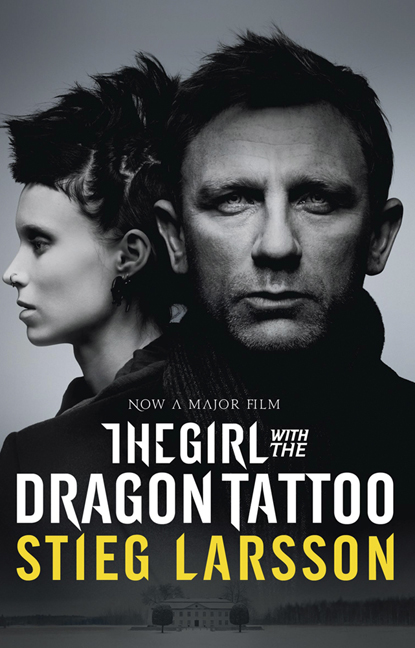 NOW A MAJOR FILM
THE GIRL WITH THE
DRAGON TATTOO
STIEG LARSSON